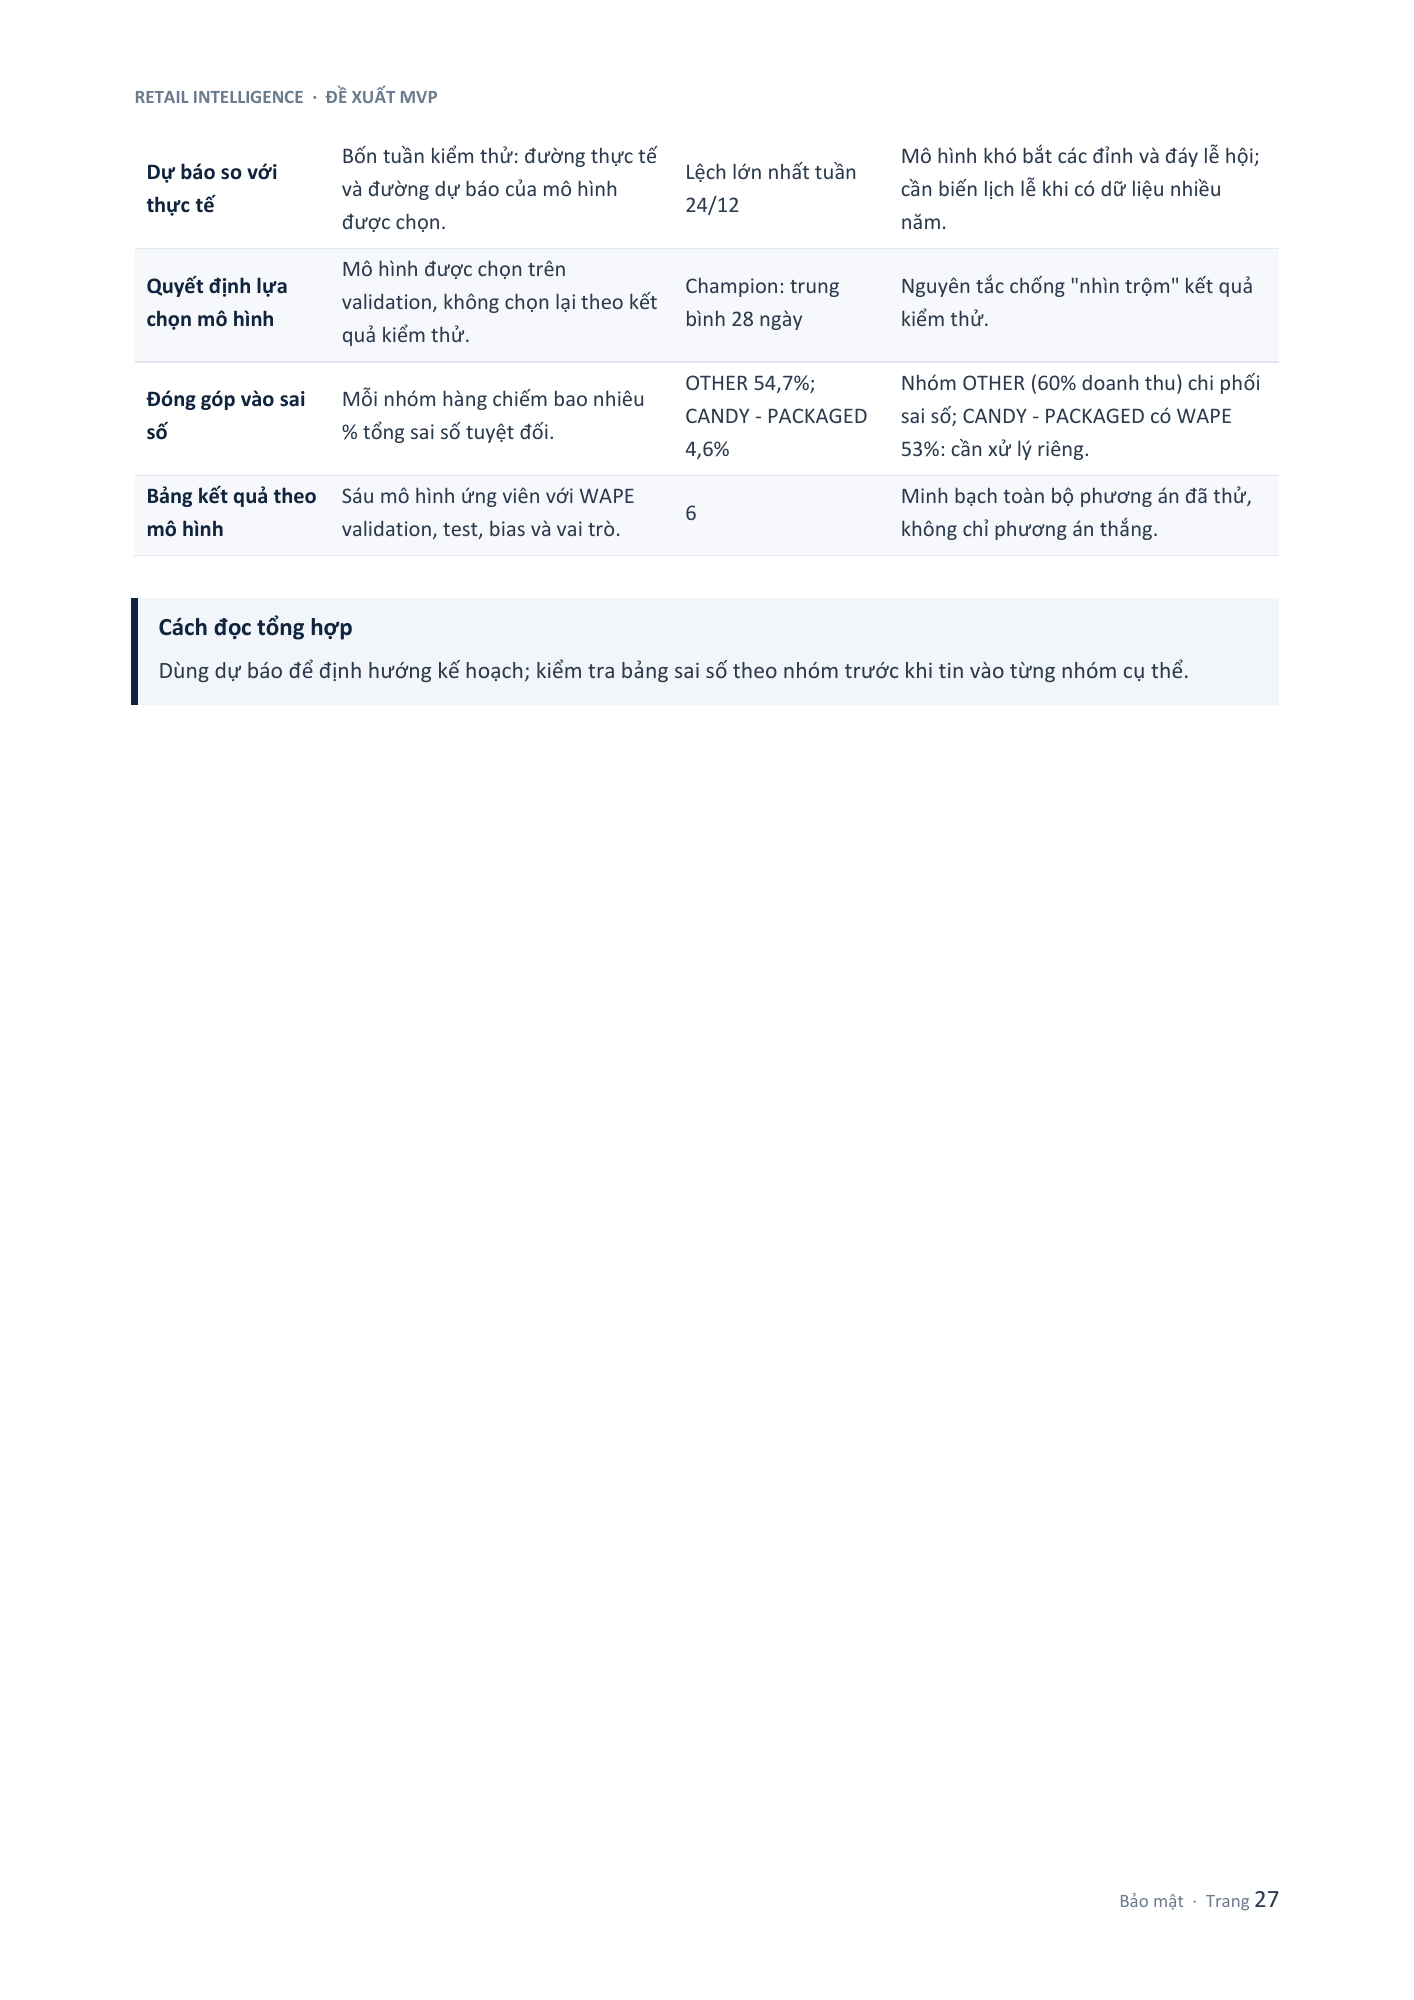 RETAIL INTELLIGENCE · ĐỀ XUẤT MVP
Dự báo so với
thực tế
Bốn tuần kiểm thử: đường thực tế
và đường dự báo của mô hình
được chọn.
Lệch lớn nhất tuần
24/12
Mô hình khó bắt các đỉnh và đáy lễ hội;
cần biến lịch lễ khi có dữ liệu nhiều
năm.
Quyết định lựa
chọn mô hình
Mô hình được chọn trên
validation, không chọn lại theo kết
quả kiểm thử.
Champion: trung
bình 28 ngày
Nguyên tắc chống "nhìn trộm" kết quả
kiểm thử.
Đóng góp vào sai
số
Mỗi nhóm hàng chiếm bao nhiêu
% tổng sai số tuyệt đối.
OTHER 54,7%;
CANDY - PACKAGED
4,6%
Nhóm OTHER (60% doanh thu) chi phối
sai số; CANDY - PACKAGED có WAPE
53%: cần xử lý riêng.
Bảng kết quả theo
mô hình
Sáu mô hình ứng viên với WAPE
validation, test, bias và vai trò.
6
Minh bạch toàn bộ phương án đã thử,
không chỉ phương án thắng.
Cách đọc tổng hợp
Dùng dự báo để định hướng kế hoạch; kiểm tra bảng sai số theo nhóm trước khi tin vào từng nhóm cụ thể.
Bảo mật · Trang 27